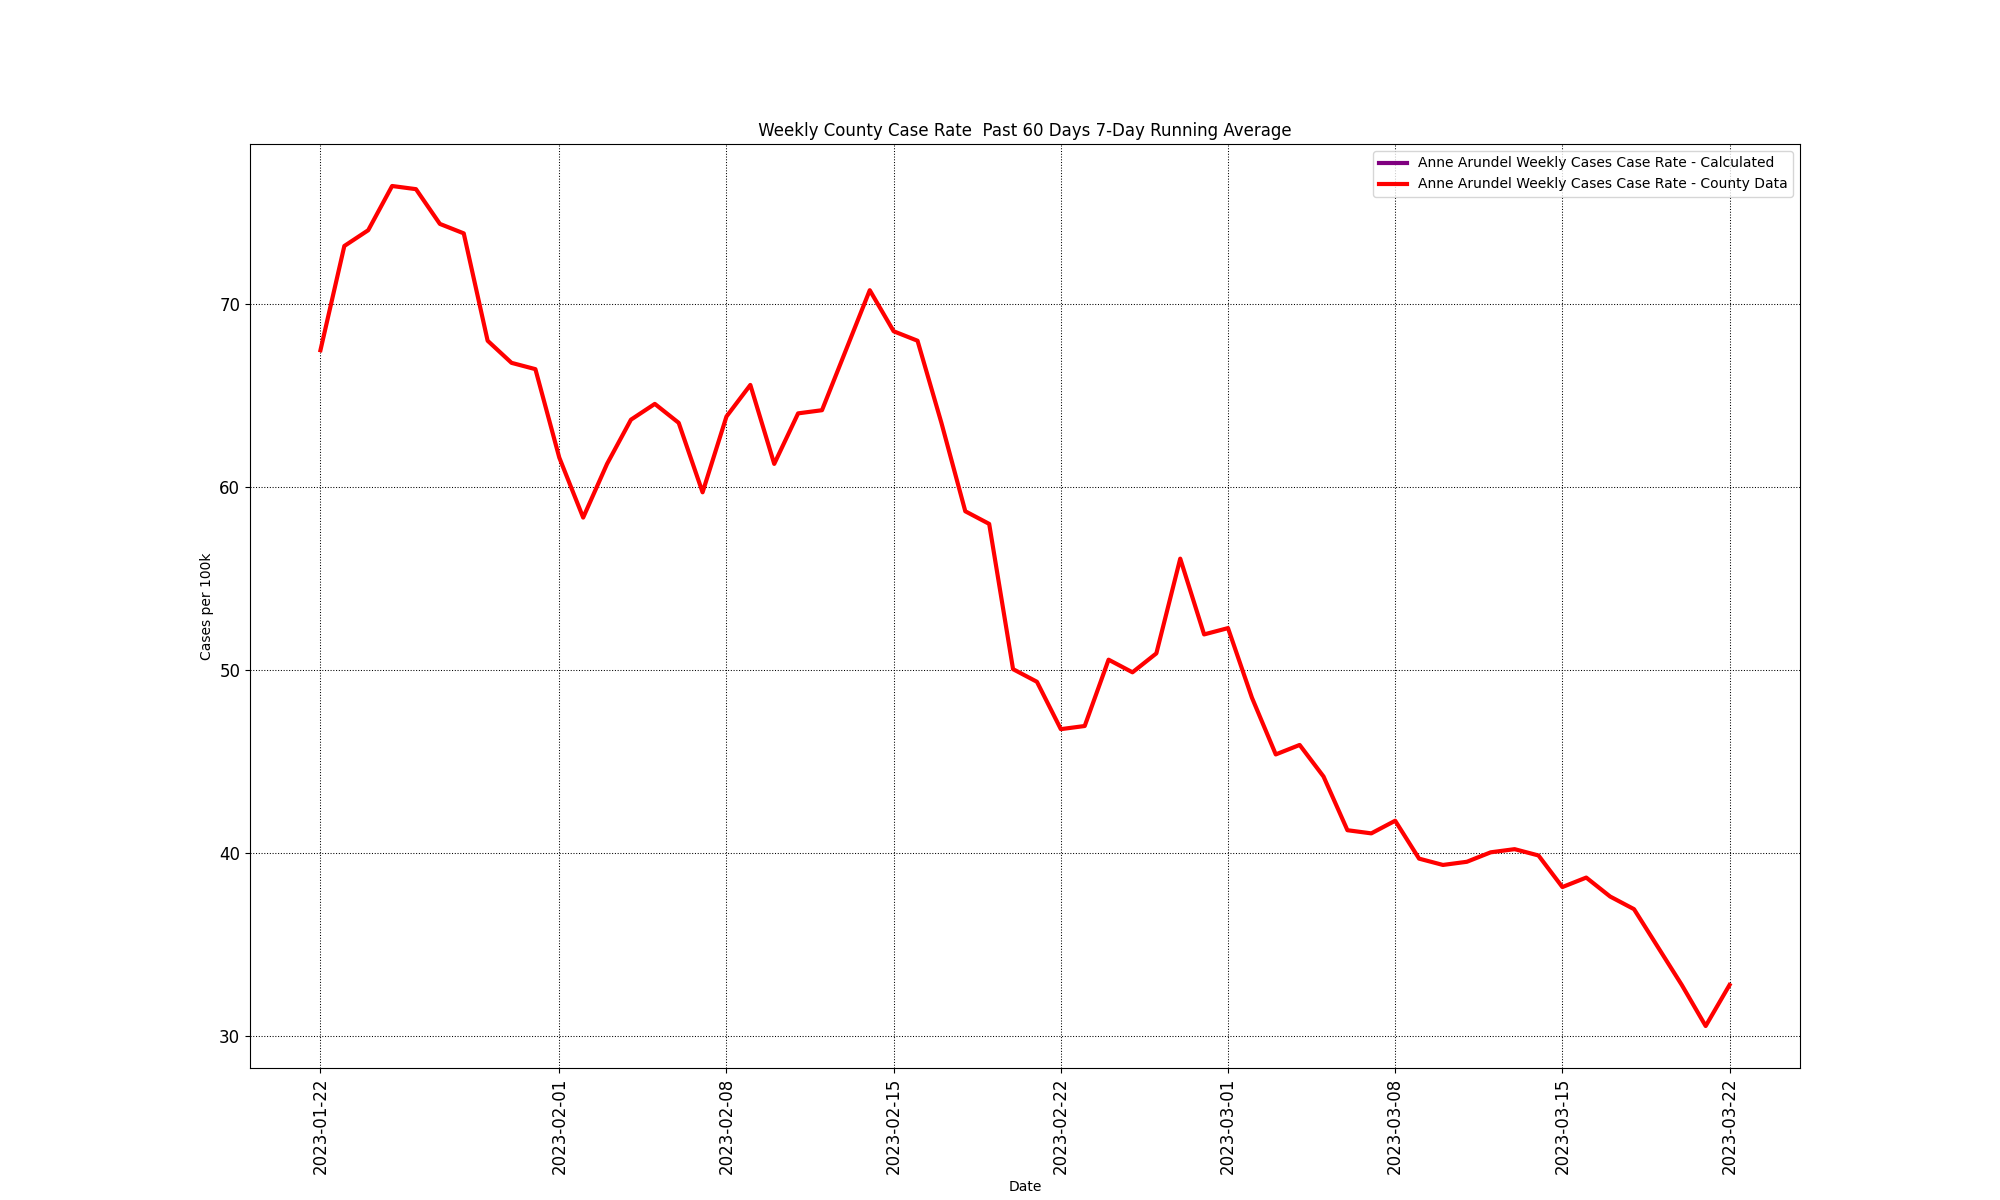 Weekly County Case Rate  Past 60 Days 7-Day Running Average
Anne Arundel Weekly Cases Case Rate - Calculated
Anne Arundel Weekly Cases Case Rate - County Data
70
60
50
40
30
Cases per 100k
2023-01-22
2023-02-01
2023-02-08
2023-02-15
2023-02-22
2023-03-01
2023-03-08
2023-03-15
2023-03-22
Date